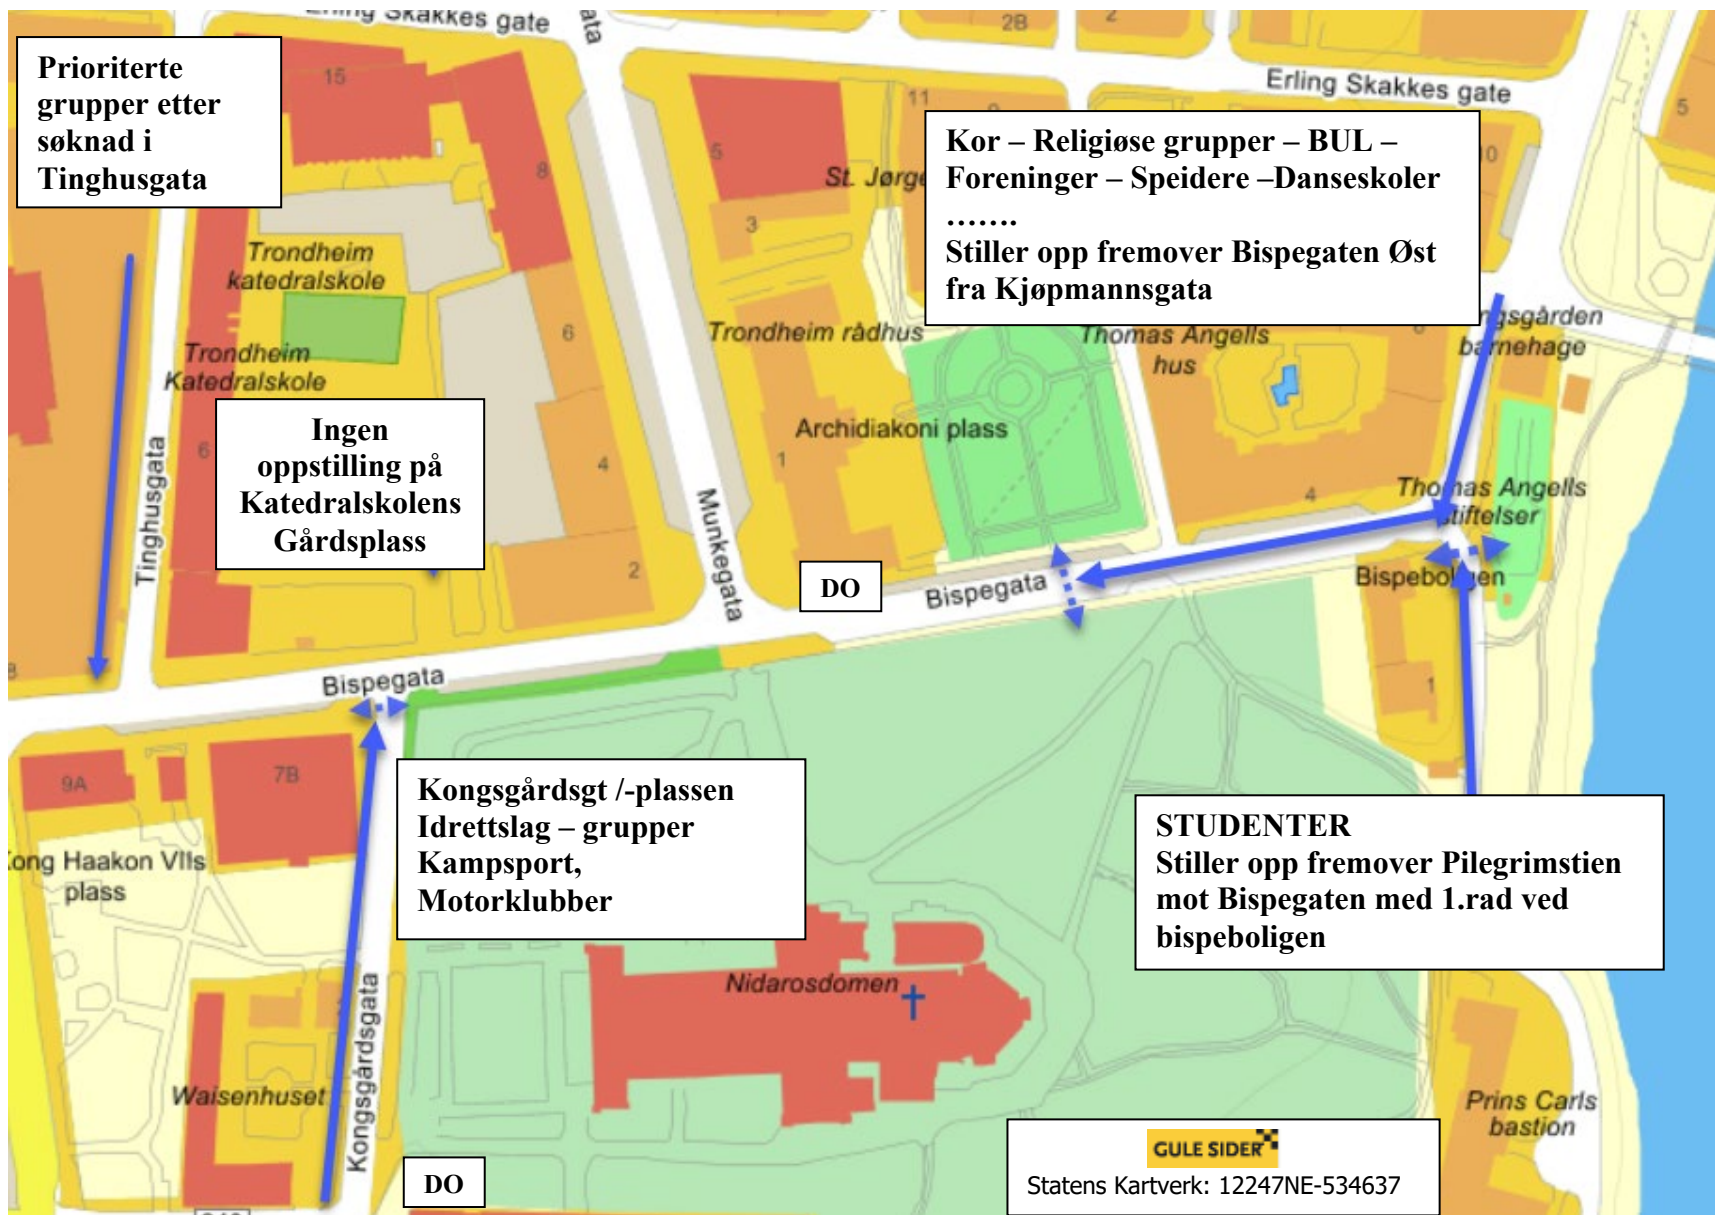 Erling Skakkes gate
Prioriterte
grupper etter
søknad i
Tinghusgata
15
8
5
3
11
2B
2
Erling Skakkes gate
5
10
St. Jørge
Kor – Religiøse grupper – BUL –
Foreninger – Speidere –Danseskoler
…….
Stiller opp fremover Bispegaten Øst
fra Kjøpmannsgata
Trondheim
katedralskole
Trondheim
Katedralskole
6
6
4
2
Tinghusgata
Ingen
oppstilling på
Katedralskolens
Gårdsplass
Munkegata
Trondheim rådhus
1
Archidiakoni plass
Thomas Angells
hus
4
ngsgården
barnehage
Thomas Angells
stiftelser
Bispeboligen
1
DO
Bispegata
Bispegata
9A
7B
Kong Haakon VIIs
plass
Kongsgårdsgt /-plassen
Idrettslag – grupper
Kampsport,
Motorklubber
STUDENTER
Stiller opp fremover Pilegrimstien
mot Bispegaten med 1.rad ved
bispeboligen
Nidarosdomen
Waisenhuset
Kongsgårdsgata
DO
Prins Carls
bastion
GULE SIDER
Statens Kartverk: 12247NE-534637